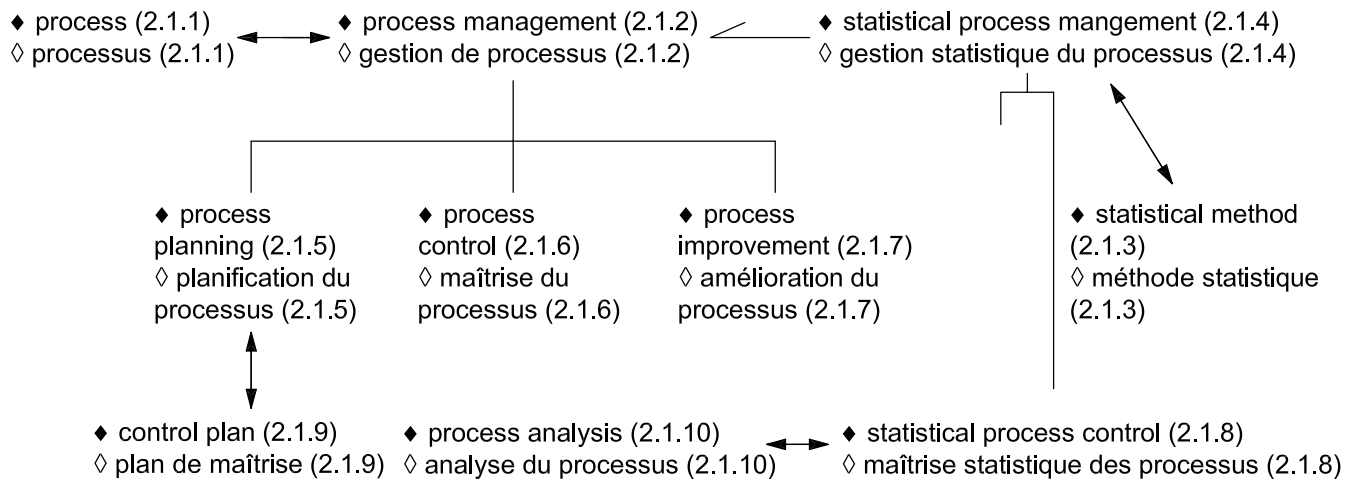 ♦ process (2.1.1)
◊ processus (2.1.1)
♦ process management (2.1.2)
◊ gestion de processus (2.1.2)
♦ statistical process mangement (2.1.4)
◊ gestion statistique du processus (2.1.4)
♦ process
planning (2.1.5)
◊ planification du
processus (2.1.5)
♦ process
control (2.1.6)
◊ maîtrise du
processus (2.1.6)
♦ process
improvement (2.1.7)
◊ amélioration du
processus (2.1.7)
♦ statistical method
(2.1.3)
◊ méthode statistique
(2.1.3)
♦ control plan (2.1.9)
◊ plan de maîtrise (2.1.9)
♦ process analysis (2.1.10)
◊ analyse du processus (2.1.10)
♦ statistical process control (2.1.8)
◊ maîtrise statistique des processus (2.1.8)